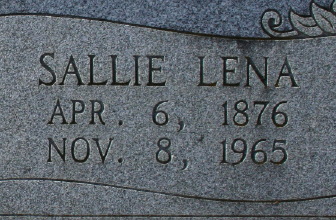 SALLIE LENA
APR. 6, 1876
NOV. 8, 1965